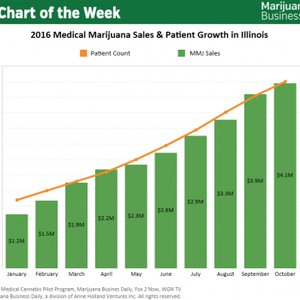 Chart of the Week
Marijuana
Business
2016 Medical Marijuana Sales & Patient Growth in Illinois
Patient Count
MMJ Sales
$1.2M
$1.5M
$1.9M
$2.2M
$2.3M
$2.6M
$2.9M
$3.3M
$3.9M
$4.1M
January
February
March
April
May
June
July
August
September
October
Medical Cannabis Pilot Program, Marijuana Business Daily, Fox 2 Now, WGN TV
ana Business Daily, a division of Anne Holland Ventures Inc. All rights reserved.